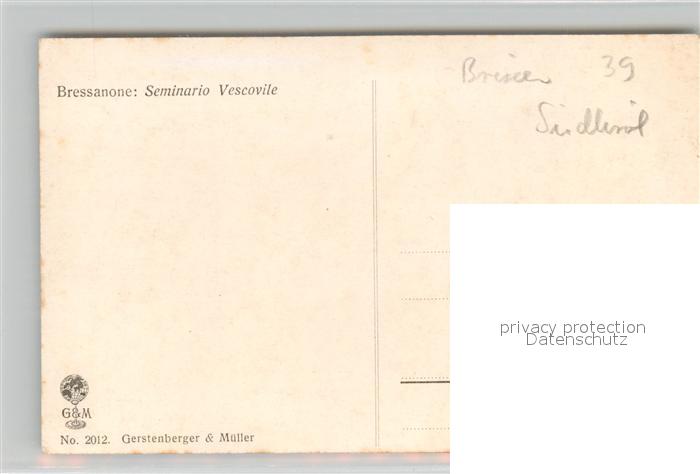 Bressanone: Seminario Vescovile
Brixen 39
Südtirol
privacy protection
Datenschutz
G&M
No. 2012. Gerstenberger & Müller